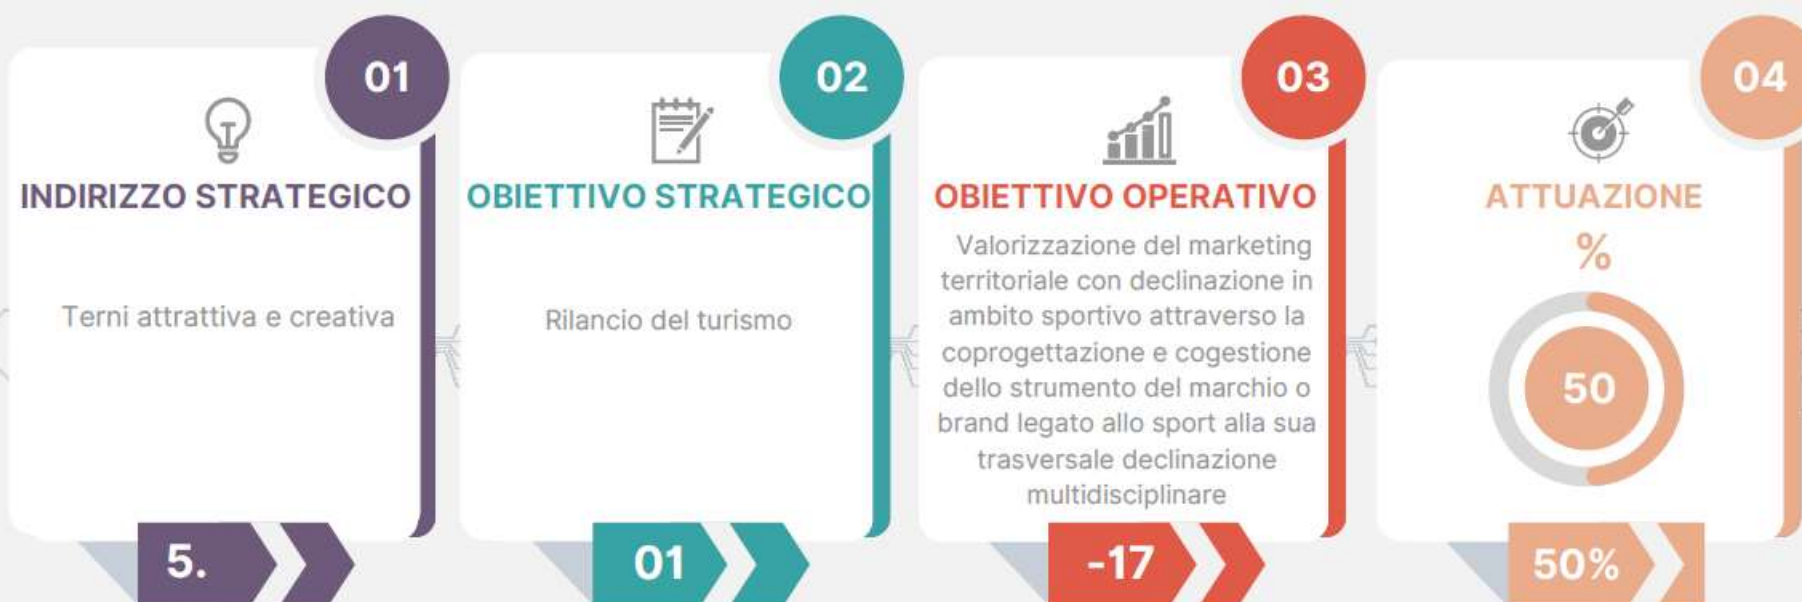 01
INDIRIZZO STRATEGICO
Terni attrattiva e creativa
5.
02
OBIETTIVO STRATEGICO
Rilancio del turismo
01
03
OBIETTIVO OPERATIVO
Valorizzazione del marketing
territoriale con declinazione in
ambito sportivo attraverso la
coprogettazione e cogestione
dello strumento del marchio o
brand legato allo sport alla sua
trasversale declinazione
multidisciplinare
-17
04
ATTUAZIONE
%
50
50%